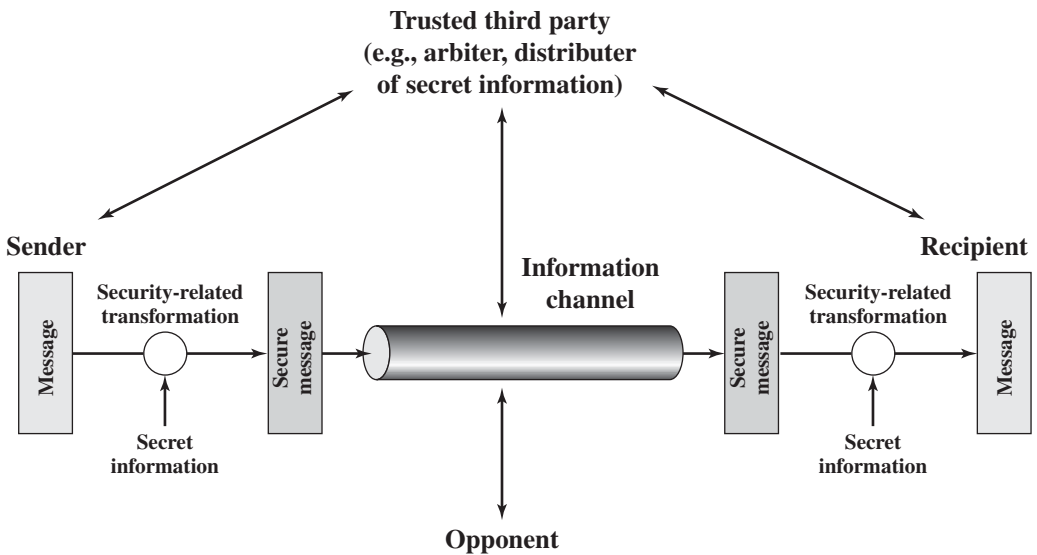 Trusted third party
(e.g., arbiter, distributer
of secret information)
Sender
Recipient
Information
channel
Security-related
transformation
Security-related
transformation
Message
Secure
message
Secure
message
Message
Secret
information
Secret
information
Opponent